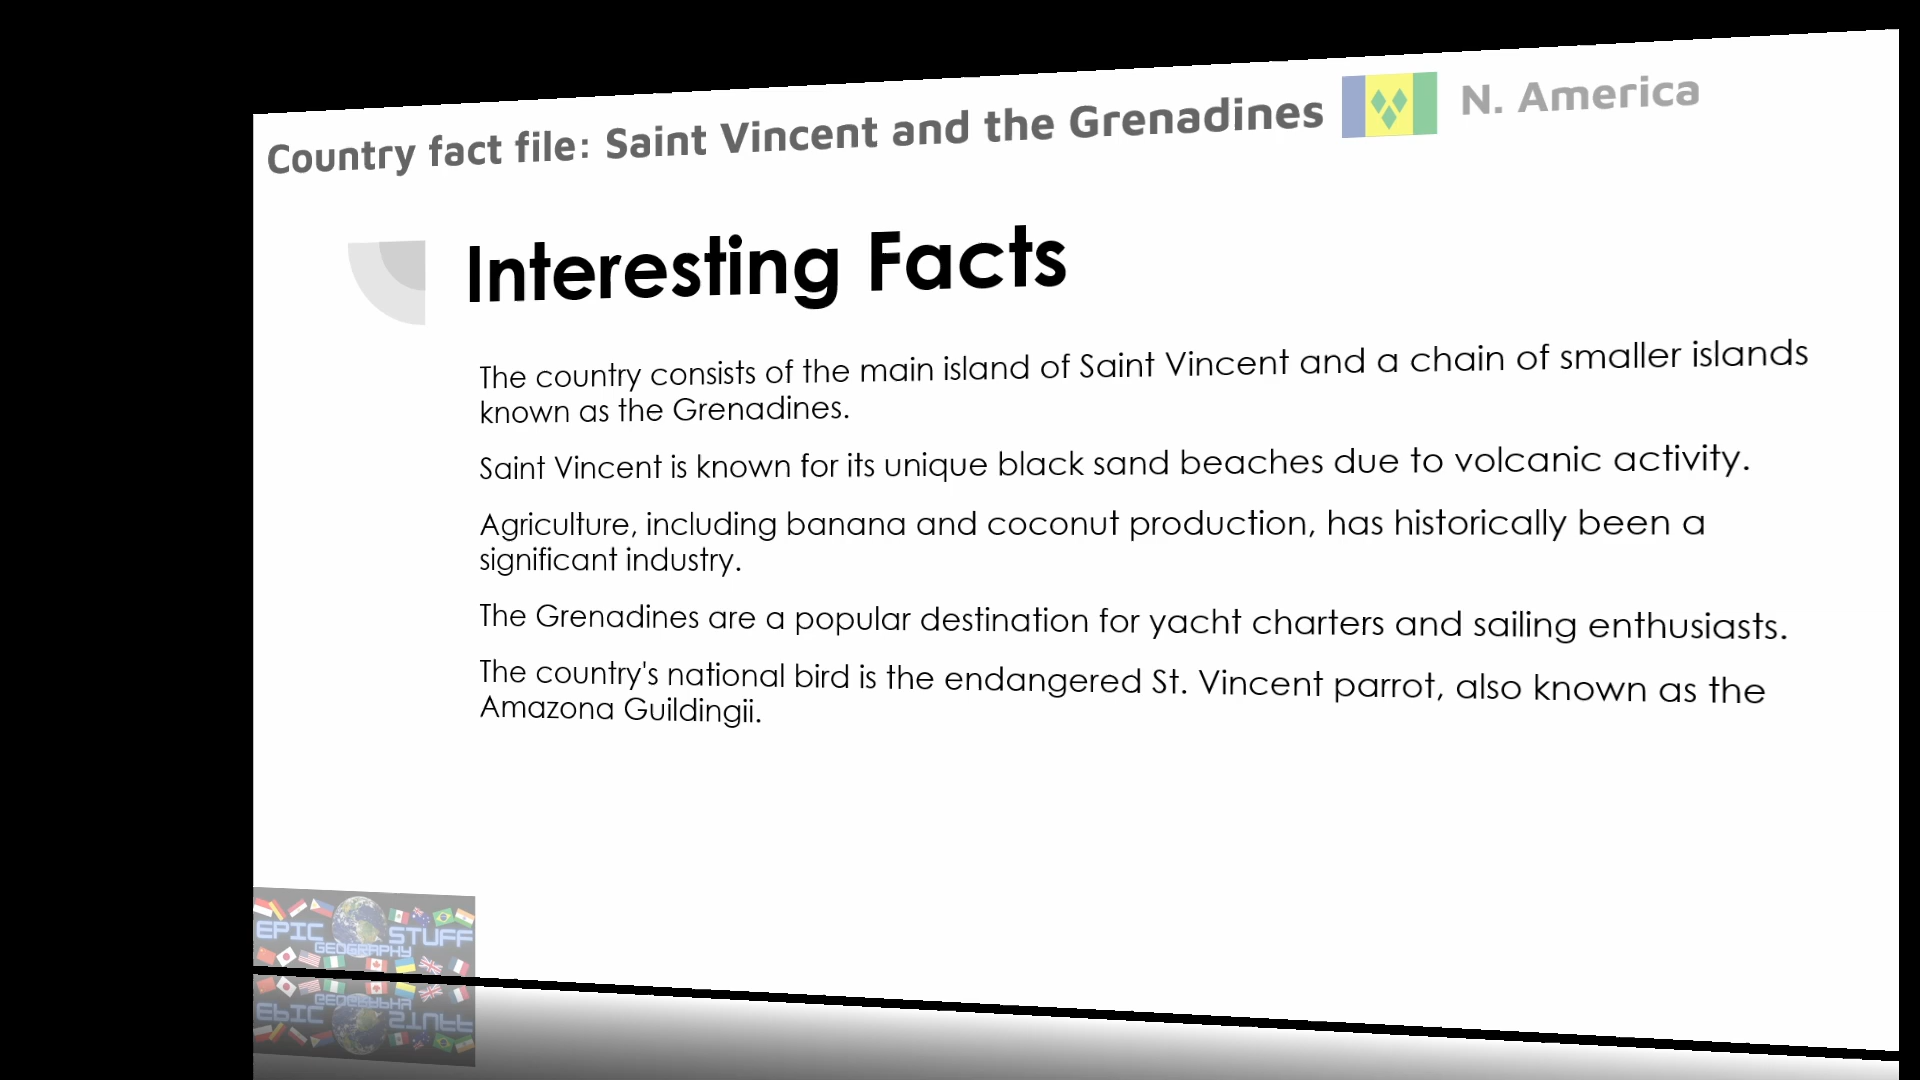 Country fact file: Saint Vincent and the Grenadines N. America
Interesting Facts
The country consists of the main island of Saint Vincent and a chain of smaller islands
known as the Grenadines.
Saint Vincent is known for its unique black sand beaches due to volcanic activity.
Agriculture, including banana and coconut production, has historically been a
significant industry.
The Grenadines are a popular destination for yacht charters and sailing enthusiasts.
The country's national bird is the endangered St. Vincent parrot, also known as the
Amazona Guildingii.
EPIC STUFF
GEOGRAPHY